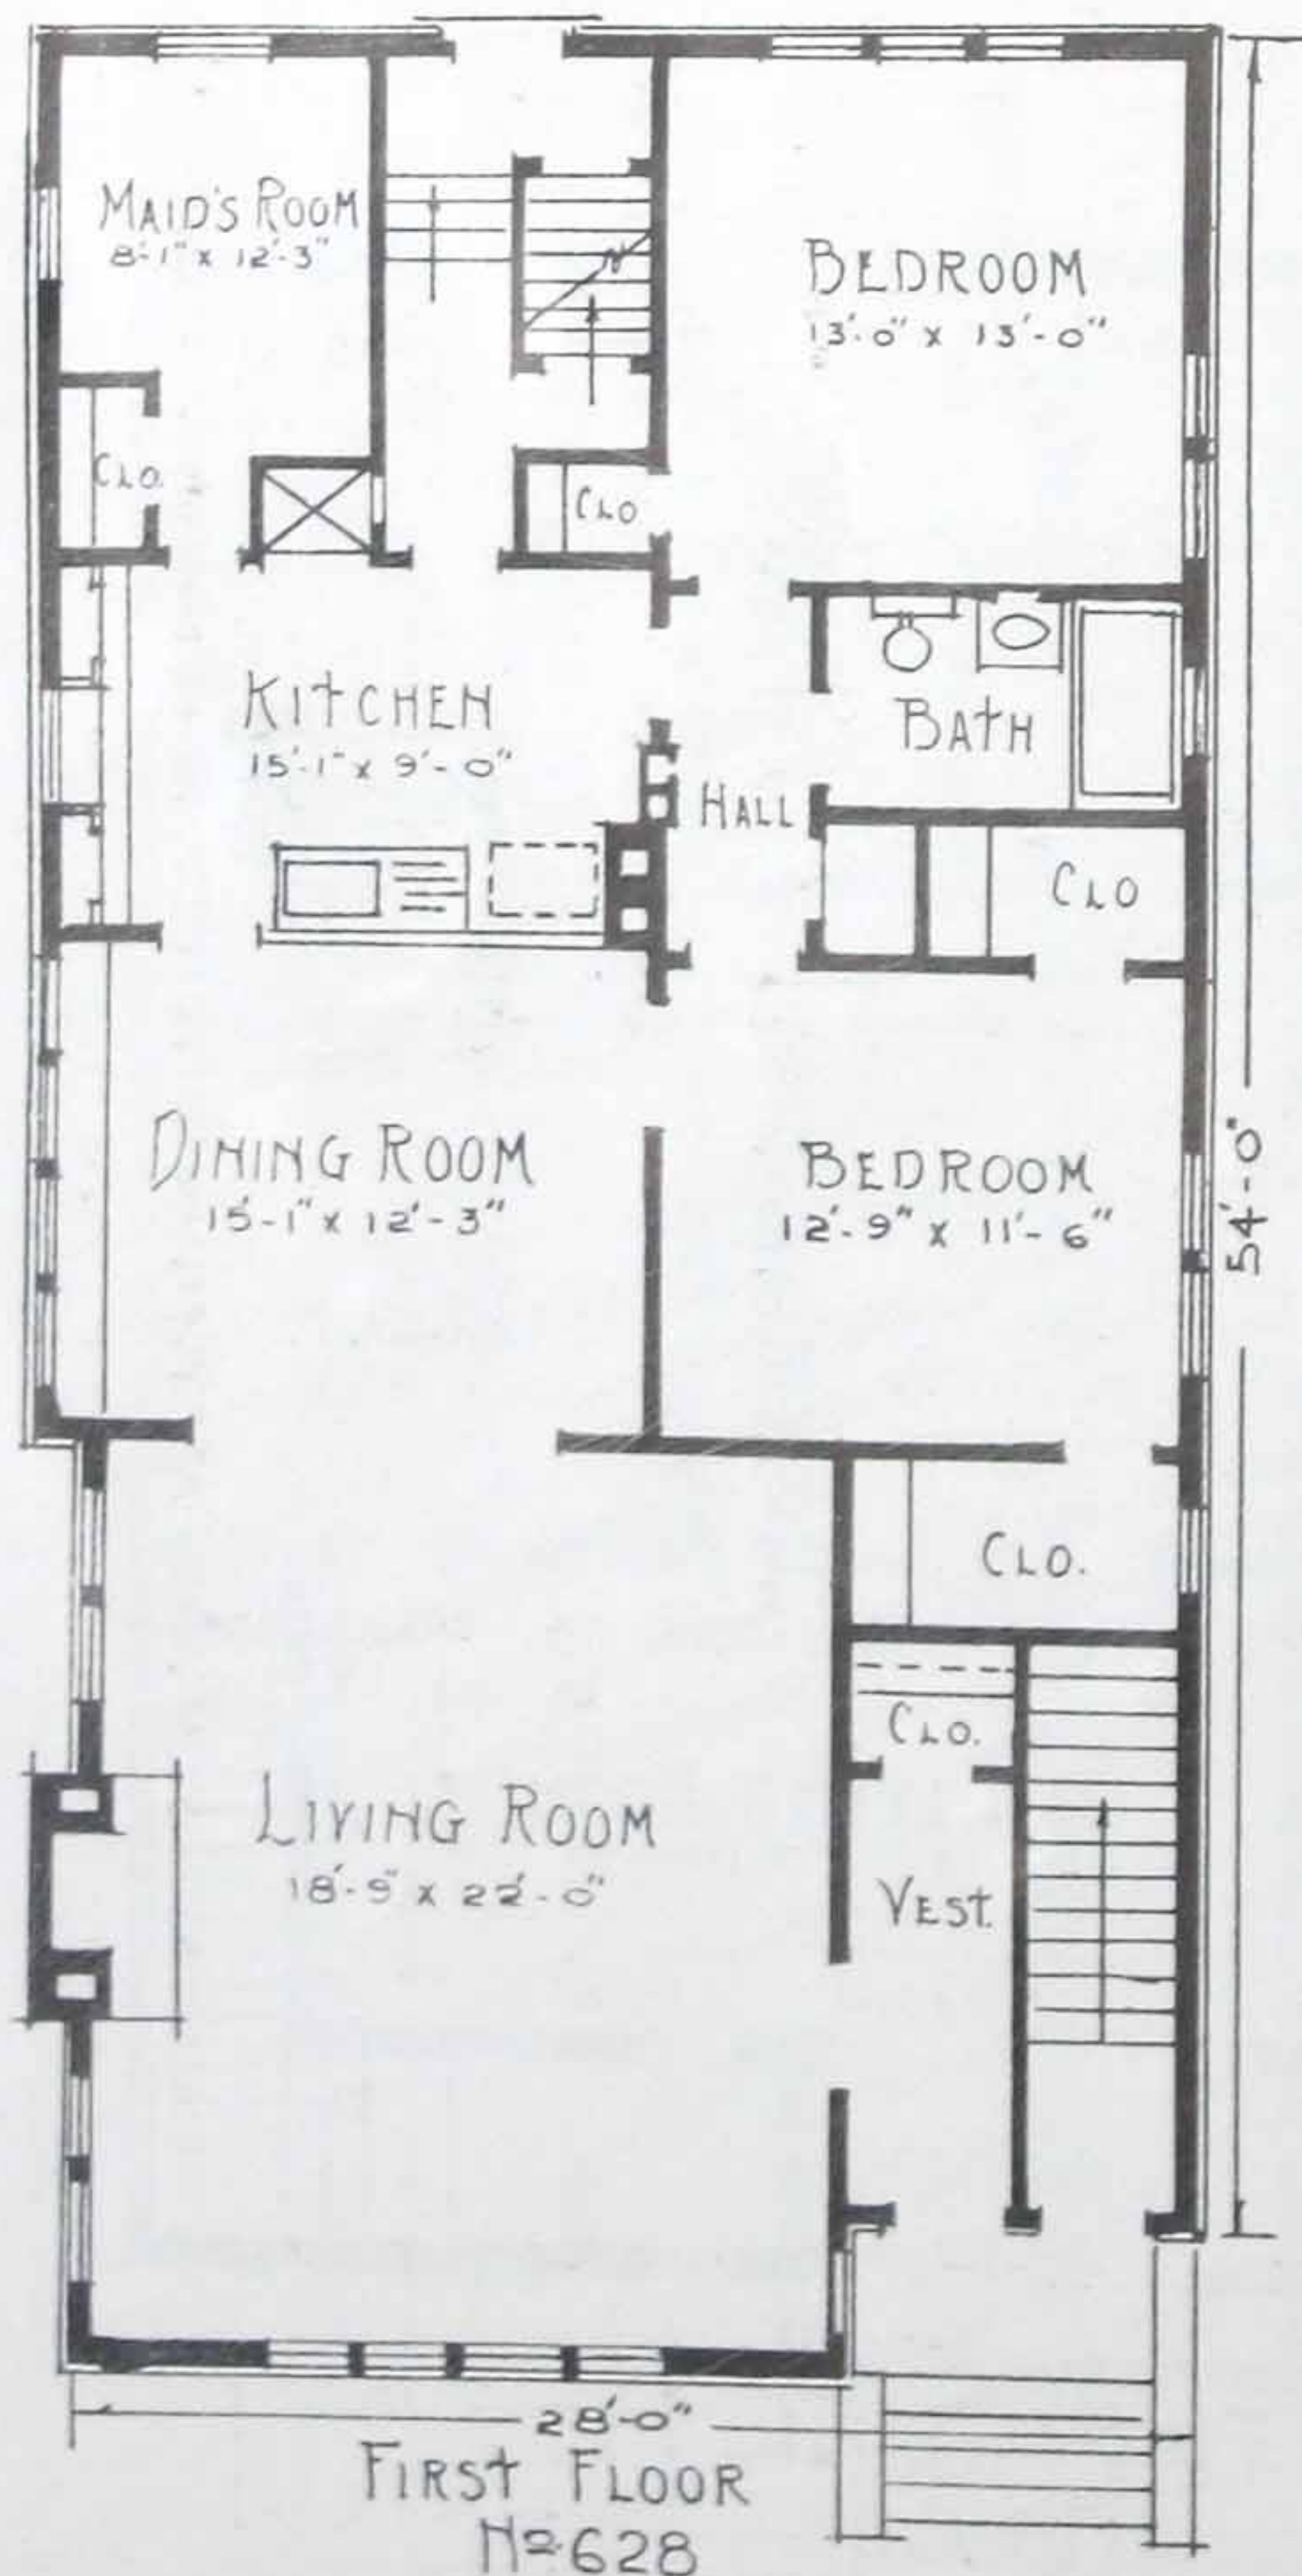 MAID'S ROOM
8'-1" x 12'-3"
BEDROOM
13'-0" x 13'-0"
CLO.
CLO
KITCHEN
15'-1" x 9'-0"
BATH
HALL
CLO
DINING ROOM
15'-1" x 12'-3"
BEDROOM
12'-9" x 11'-6"
54'-0"
CLO.
CLO.
LIVING ROOM
18'-9" x 22'-0"
VEST.
28'-0"
FIRST FLOOR
No 628